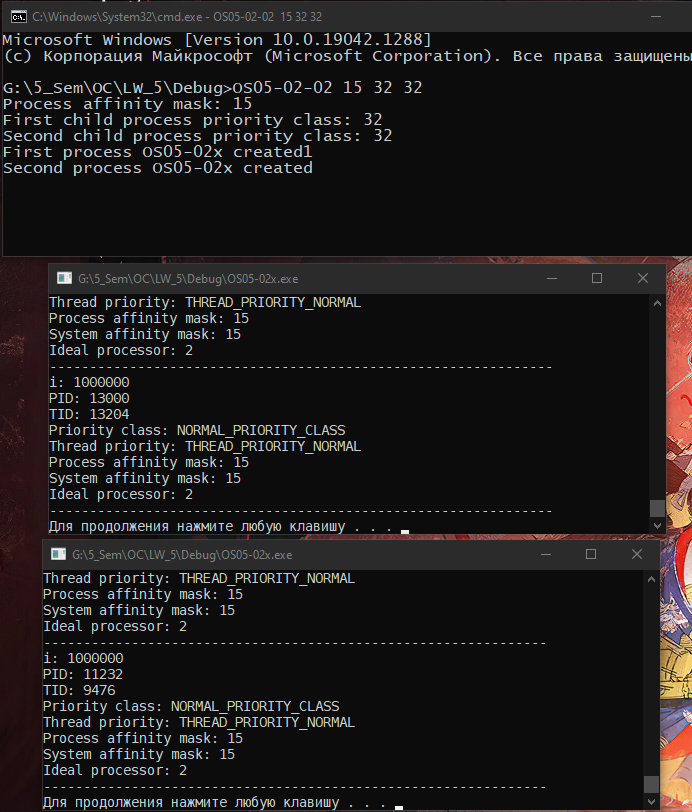 C:\Windows\System32\cmd.exe - OS05-02-02  15 32 32
Microsoft Windows [Version 10.0.19042.1288]
(c) Корпорация Майкрософт (Microsoft Corporation). Все права защищены
G:\5_Sem\OC\LW_5\Debug>OS05-02-02 15 32 32
Process affinity mask: 15
First child process priority class: 32
Second child process priority class: 32
First process OS05-02x created1
Second process OS05-02x created
G:\5_Sem\OC\LW_5\Debug\OS05-02x.exe
Thread priority: THREAD_PRIORITY_NORMAL
Process affinity mask: 15
System affinity mask: 15
Ideal processor: 2
---------------------------------------------------------------
i: 1000000
PID: 13000
TID: 13204
Priority class: NORMAL_PRIORITY_CLASS
Thread priority: THREAD_PRIORITY_NORMAL
Process affinity mask: 15
System affinity mask: 15
Ideal processor: 2
---------------------------------------------------------------
Для продолжения нажмите любую клавишу . . .
G:\5_Sem\OC\LW_5\Debug\OS05-02x.exe
Thread priority: THREAD_PRIORITY_NORMAL
Process affinity mask: 15
System affinity mask: 15
Ideal processor: 2
---------------------------------------------------------------
i: 1000000
PID: 11232
TID: 9476
Priority class: NORMAL_PRIORITY_CLASS
Thread priority: THREAD_PRIORITY_NORMAL
Process affinity mask: 15
System affinity mask: 15
Ideal processor: 2
---------------------------------------------------------------
Для продолжения нажмите любую клавишу . . .